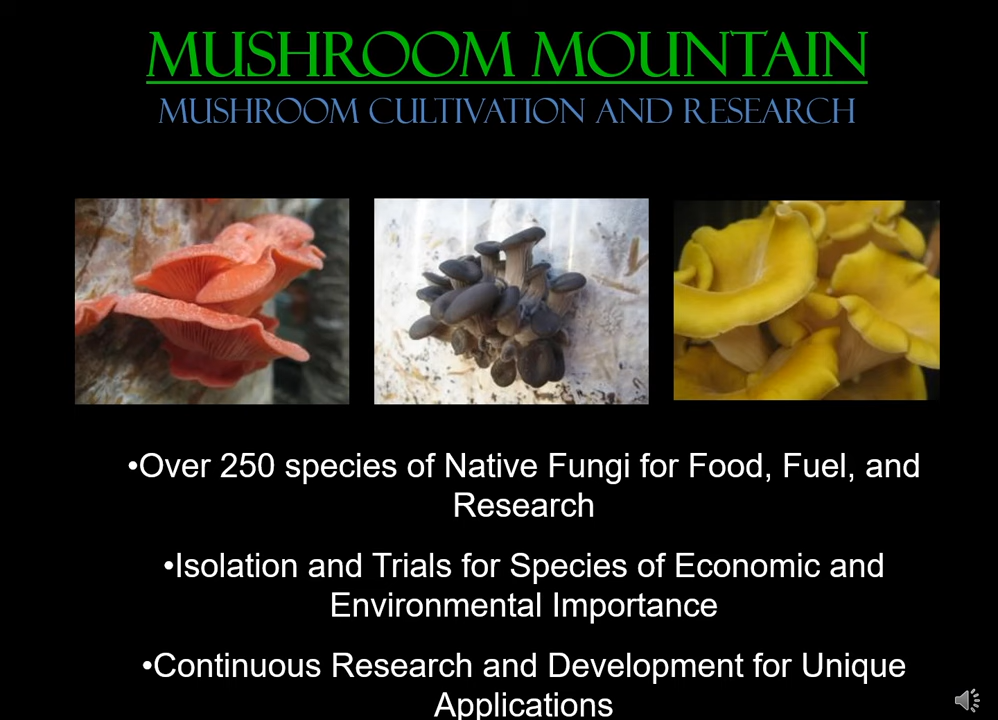 MUSHROOM MOUNTAIN
MUSHROOM CULTIVATION AND RESEARCH
•Over 250 species of Native Fungi for Food, Fuel, and
Research
•Isolation and Trials for Species of Economic and
Environmental Importance
•Continuous Research and Development for Unique
Applications